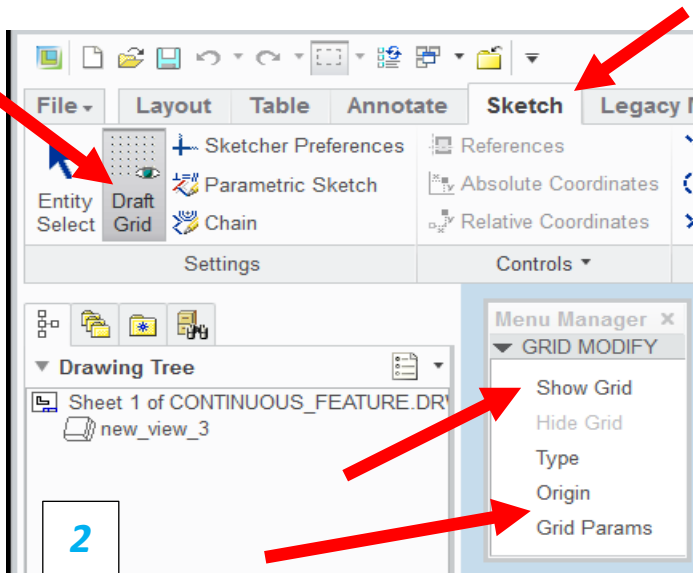 File Layout Table Annotate Sketch Legacy
Sketcher Preferences References
Parametric Sketch Absolute Coordinates
Entity Select Draft Grid Chain Relative Coordinates
Settings Controls
Menu Manager
GRID MODIFY
Drawing Tree
Sheet 1 of CONTINUOUS_FEATURE.DR
new_view_3
Show Grid
Hide Grid
Type
Origin
Grid Params
2